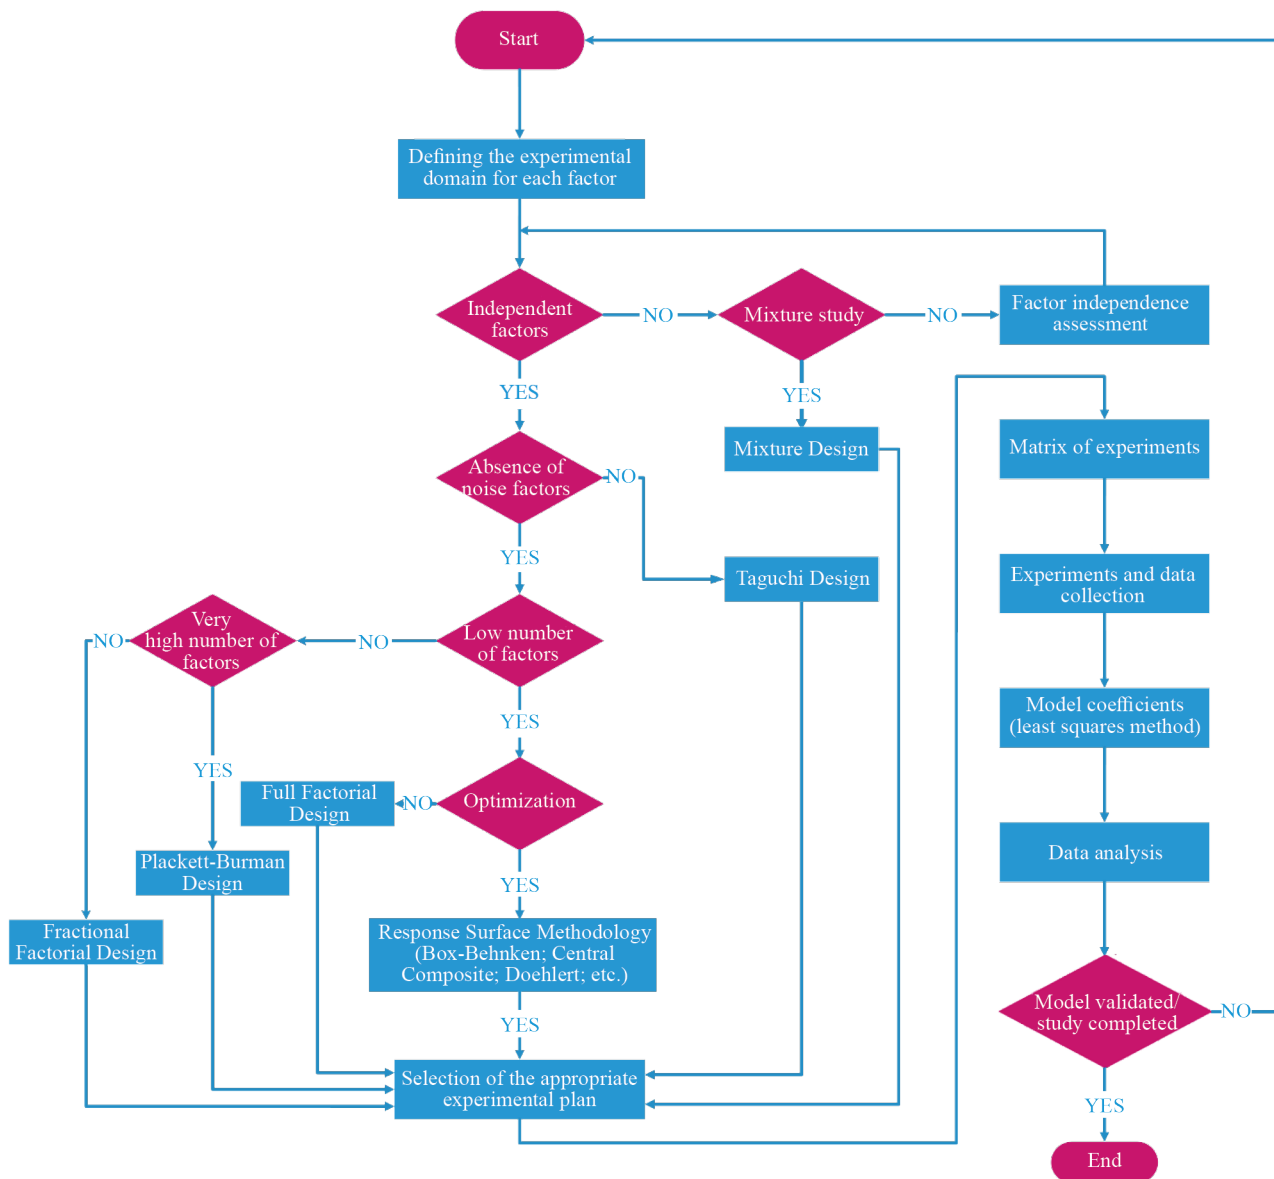 Start
Defining the experimental
domain for each factor
Independent
factors
NO
Mixture study
NO
Factor independence
assessment
YES
YES
Absence of
noise factors
NO
Mixture Design
Matrix of experiments
YES
Taguchi Design
Experiments and data
collection
Very
high number of
factors
NO
NO
Low number
of factors
YES
Model coefficients
(least squares method)
YES
Full Factorial
Design
NO
Optimization
Plackett-Burman
Design
YES
Data analysis
Fractional
Factorial Design
Response Surface Methodology
(Box-Behnken; Central
Composite; Doehlert; etc.)
YES
Model validated/
study completed
NO
Selection of the appropriate
experimental plan
YES
End